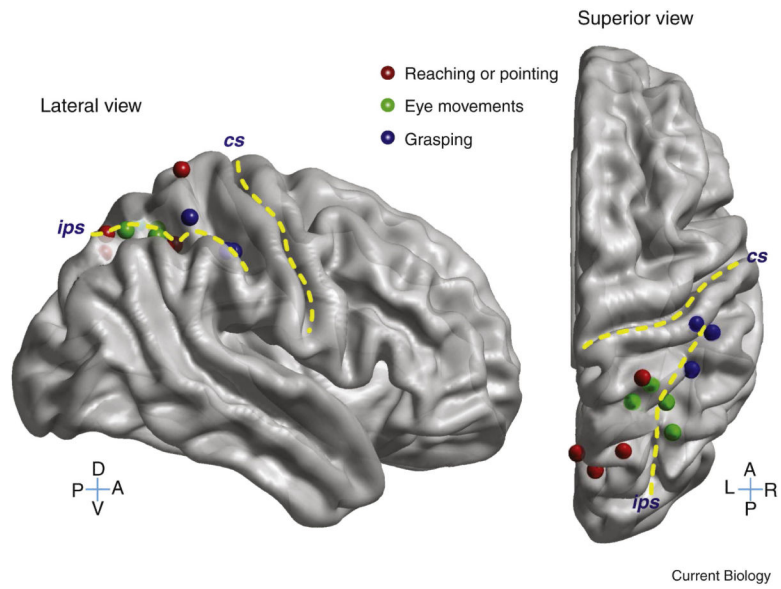 Superior view
Reaching or pointing
Eye movements
Grasping
Lateral view
cs
ips
cs
ips
D
P A
V
A
L R
P
Current Biology